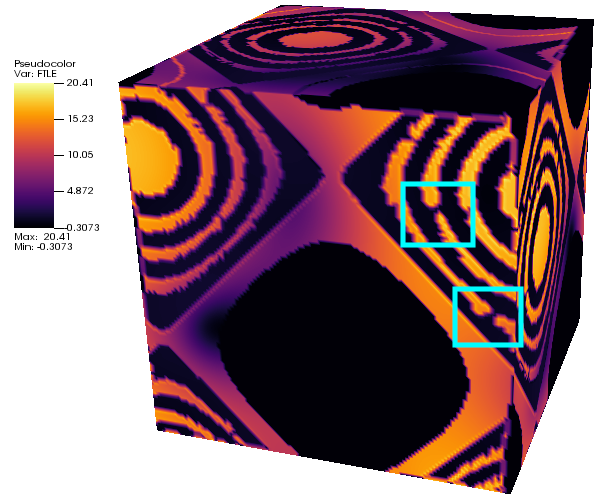 Pseudocolor
Var: FTLE
20.41
15.23
10.05
4.872
-0.3073
Max: 20.41
Min: -0.3073